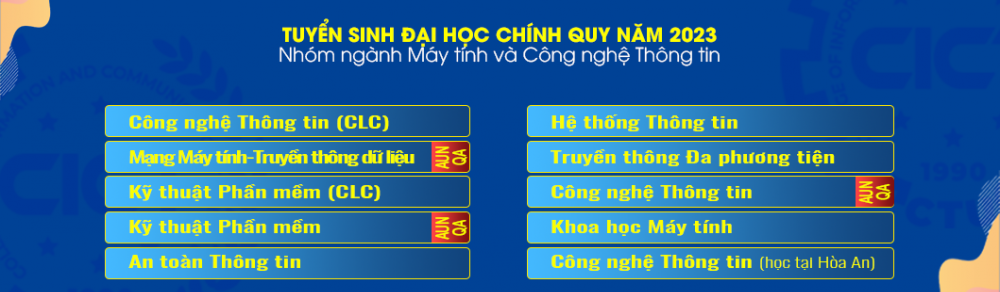 TUYỂN SINH ĐẠI HỌC CHÍNH QUY NĂM 2023
Nhóm ngành Máy tính và Công nghệ Thông tin
Công nghệ Thông tin (CLC)
Mạng Máy tính-Truyền thông dữ liệu AUN QA
Kỹ thuật Phần mềm (CLC)
Kỹ thuật Phần mềm AUN QA
An toàn Thông tin
Hệ thống Thông tin
Truyền thông Đa phương tiện
Công nghệ Thông tin AUN QA
Khoa học Máy tính
Công nghệ Thông tin (học tại Hòa An)
CIC
1990
CTU